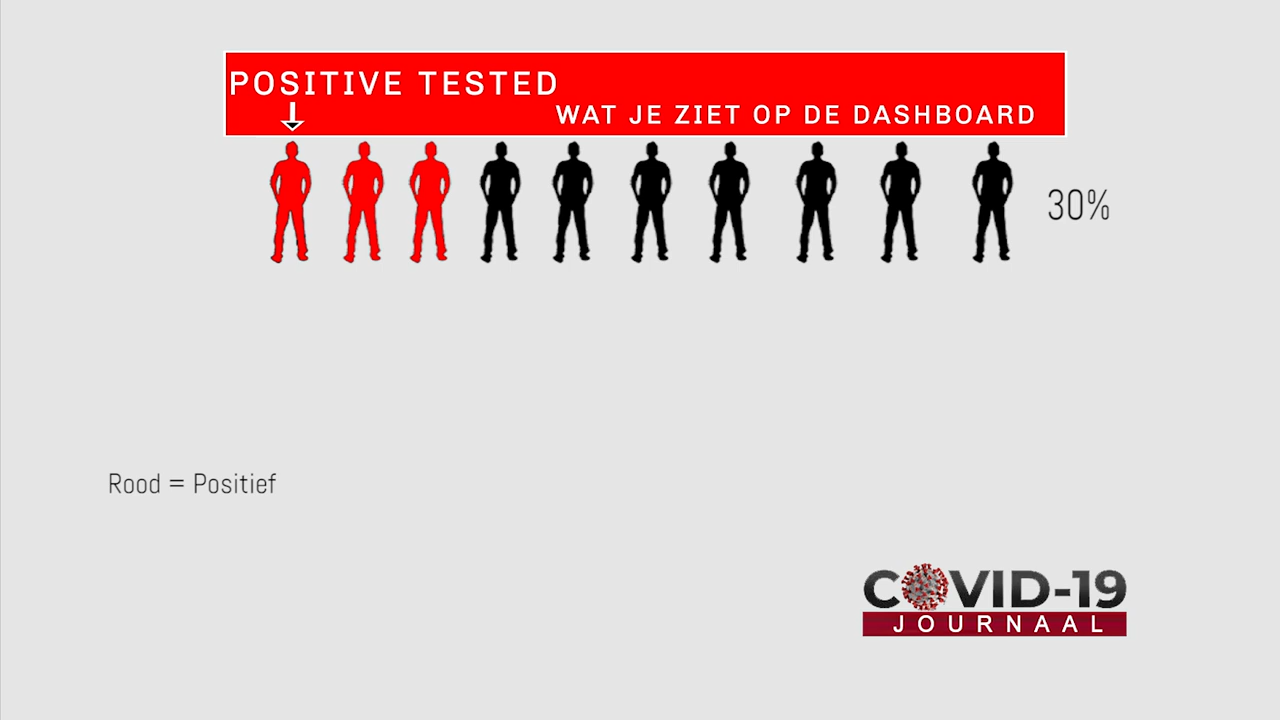 POSITIVE TESTED
WAT JE ZIET OP DE DASHBOARD
30%
Rood = Positief
COVID-19
JOURNAAL